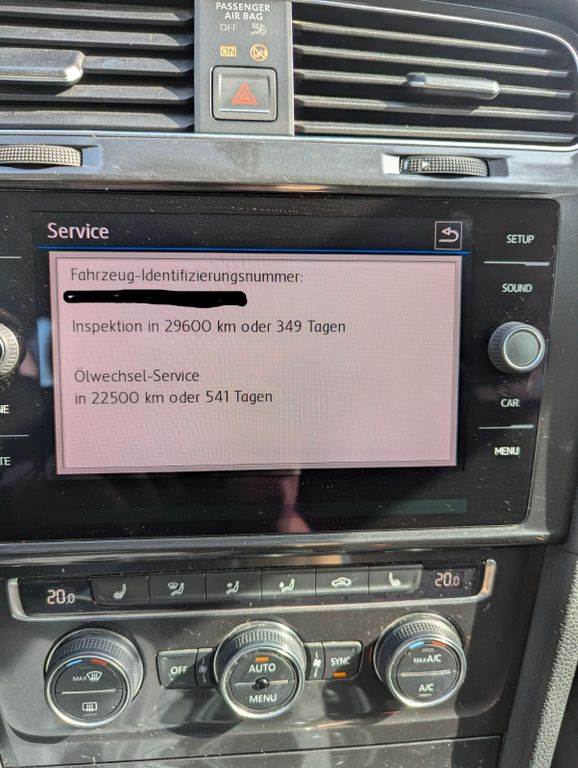 PASSENGER
AIR BAG
OFF
ON
Service
SETUP
Fahrzeug-Identifizierungsnummer:
SOUND
Inspektion in 29600 km oder 349 Tagen
Ölwechsel-Service
in 22500 km oder 541 Tagen
CAR
MENU
20.0
20.0
MAX
OFF
AUTO
MENU
SYNC
MAX A/C
A/C